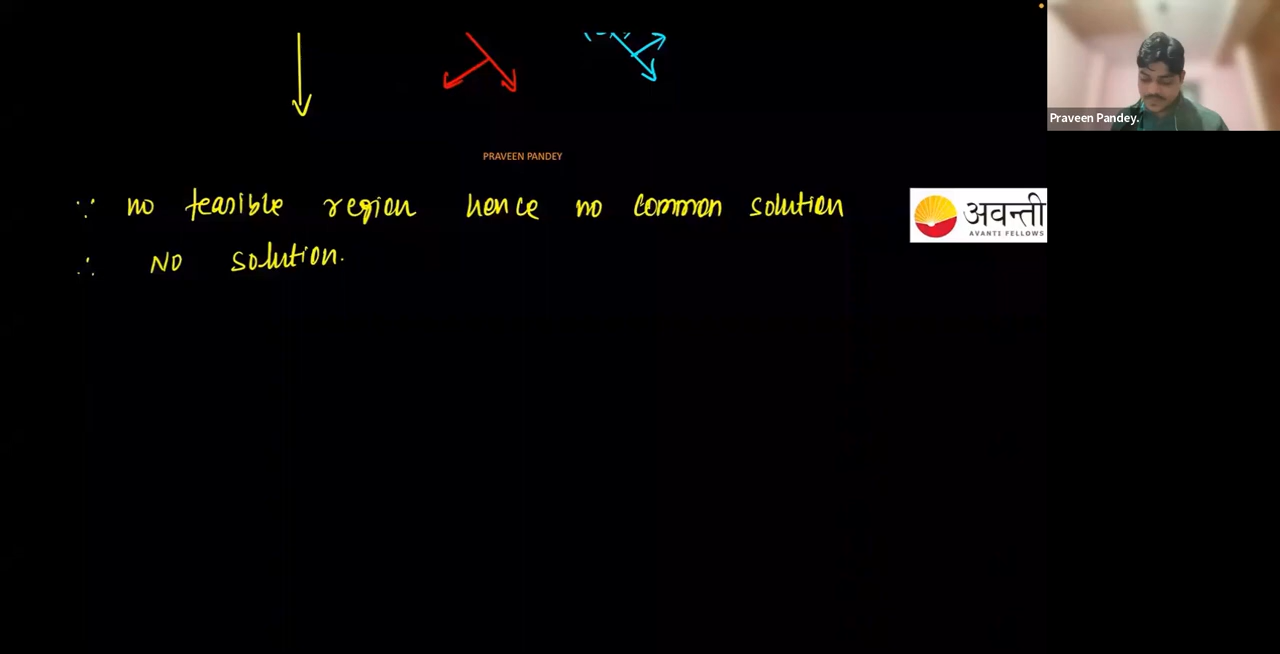 Praveen Pandey.
PRAVEEN PANDEY
∵ no feasible region hence no common solution
अवन्ती
AVANTI FELLOWS
∴ No solution.